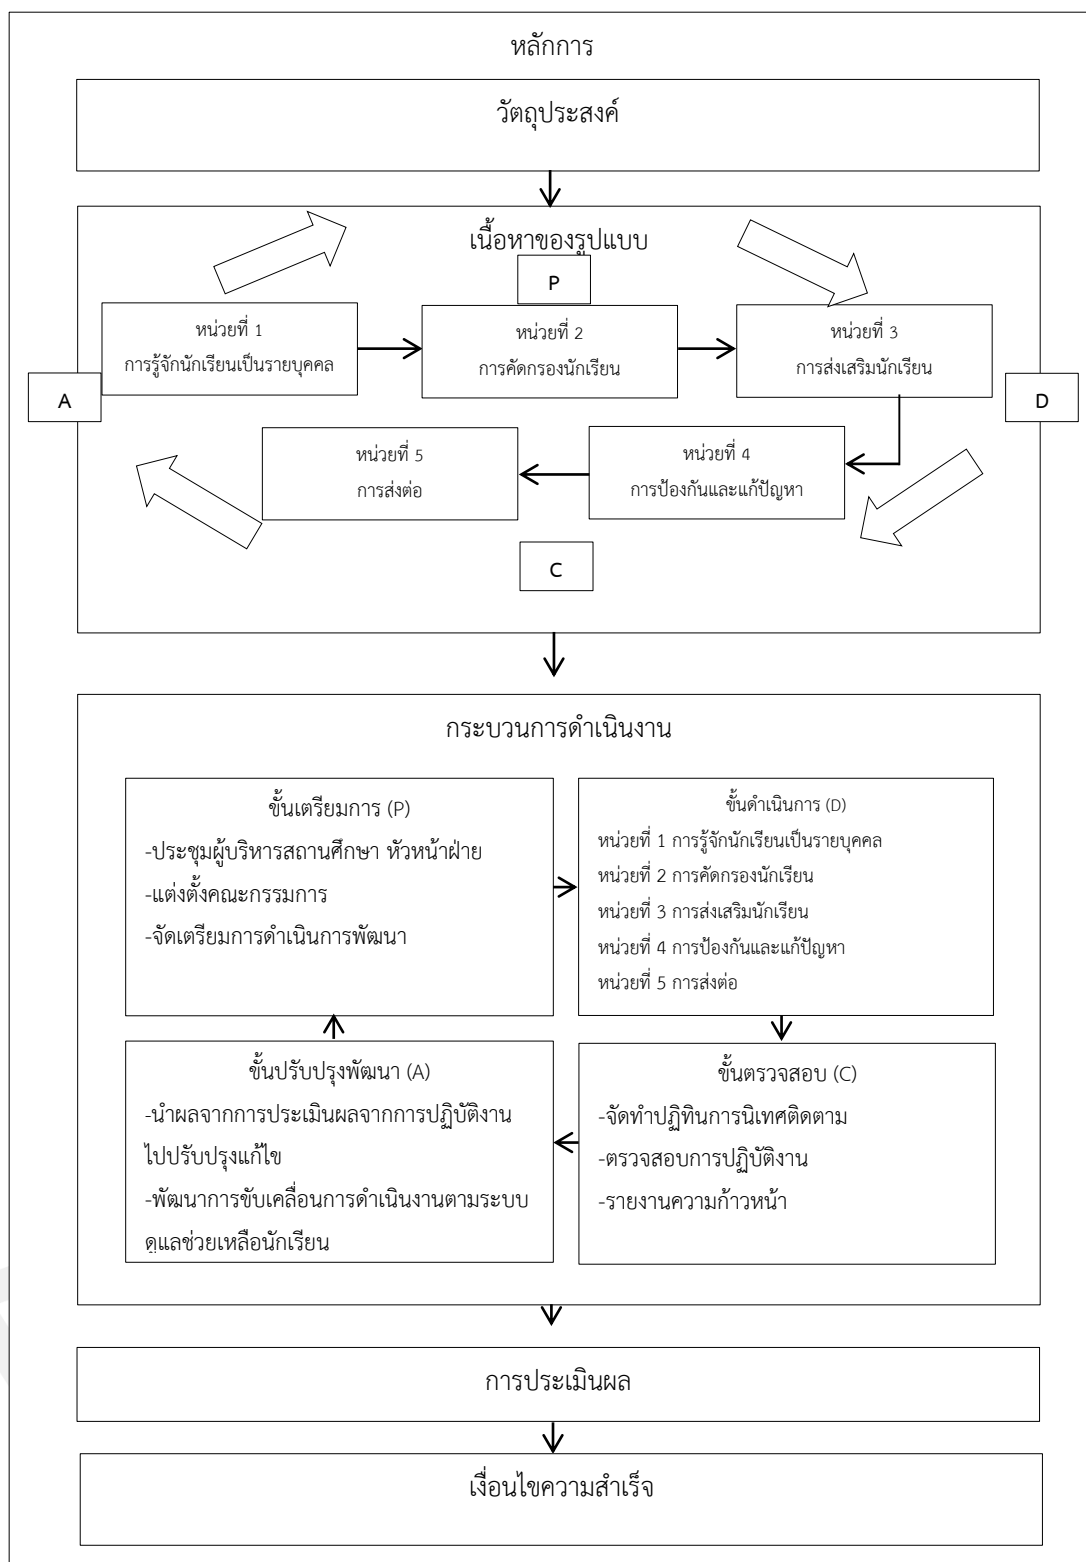 หลักการ
วัตถุประสงค์
เนื้อหาของรูปแบบ
P
หน่วยที่ 1
การรู้จักนักเรียนเป็นรายบุคคล
หน่วยที่ 2
การคัดกรองนักเรียน
หน่วยที่ 3
การส่งเสริมนักเรียน
A
D
หน่วยที่ 5
การส่งต่อ
หน่วยที่ 4
การป้องกันและแก้ปัญหา
C
กระบวนการดำเนินงาน
ขั้นเตรียมการ (P)
-ประชุมผู้บริหารสถานศึกษา หัวหน้าฝ่าย
-แต่งตั้งคณะกรรมการ
-จัดเตรียมการดำเนินการพัฒนา
ขั้นดำเนินการ (D)
หน่วยที่ 1 การรู้จักนักเรียนเป็นรายบุคคล
หน่วยที่ 2 การคัดกรองนักเรียน
หน่วยที่ 3 การส่งเสริมนักเรียน
หน่วยที่ 4 การป้องกันและแก้ปัญหา
หน่วยที่ 5 การส่งต่อ
ขั้นปรับปรุงพัฒนา (A)
-นำผลจากการประเมินผลจากการปฏิบัติงาน
ไปปรับปรุงแก้ไข
-พัฒนาการขับเคลื่อนการดำเนินงานตามระบบ
ดูแลช่วยเหลือนักเรียน
ขั้นตรวจสอบ (C)
-จัดทำปฏิทินการนิเทศติดตาม
-ตรวจสอบการปฏิบัติงาน
-รายงานความก้าวหน้า
การประเมินผล
เงื่อนไขความสำเร็จ